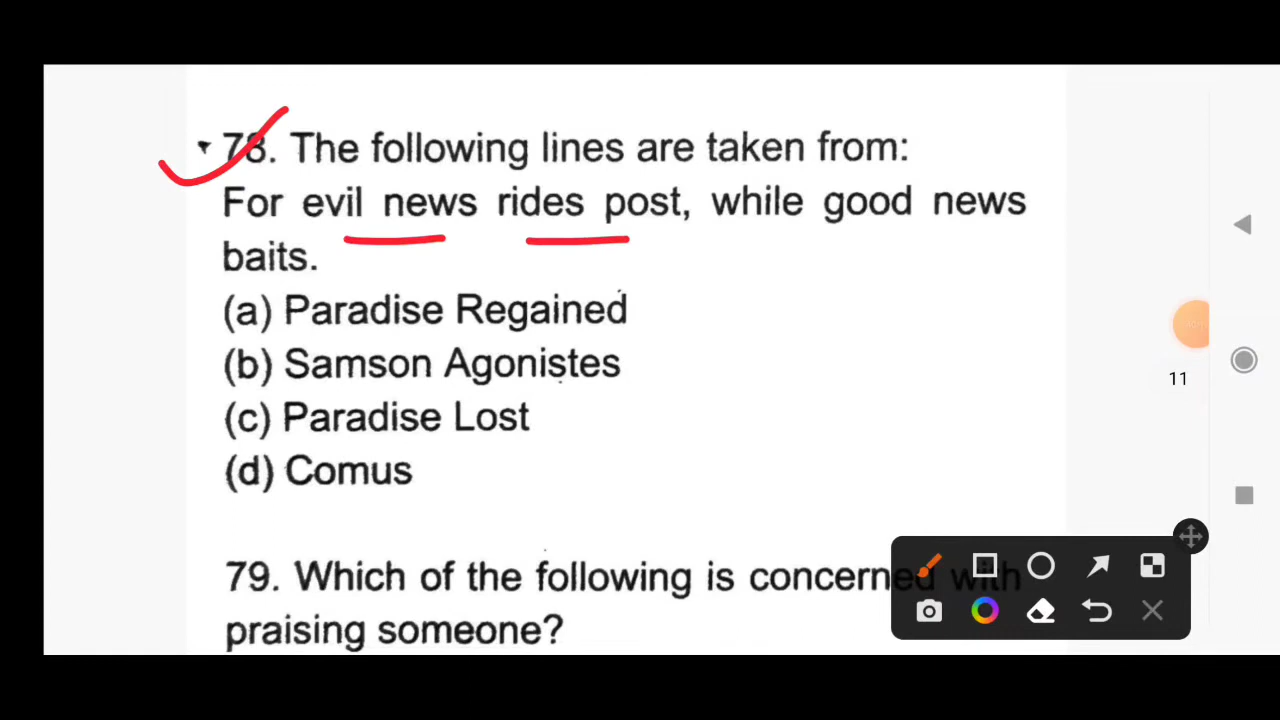 78. The following lines are taken from:
For evil news rides post, while good news
baits.
(a) Paradise Regained
(b) Samson Agonistes
(c) Paradise Lost
(d) Comus
11
79. Which of the following is concerned with
praising someone?